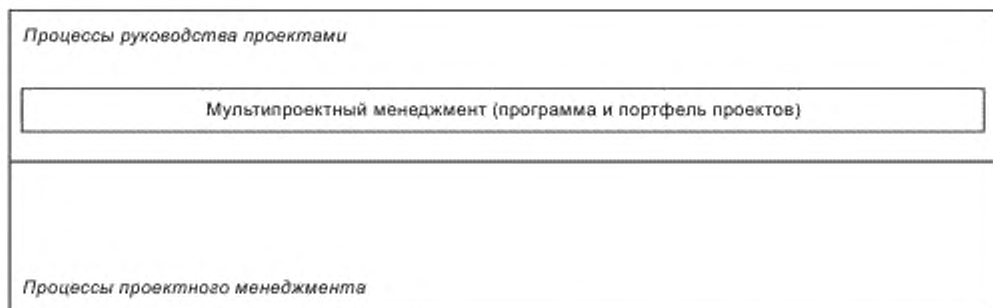 Процессы руководства проектами
Мультипроектный менеджмент (программа и портфель проектов)
Процессы проектного менеджмента